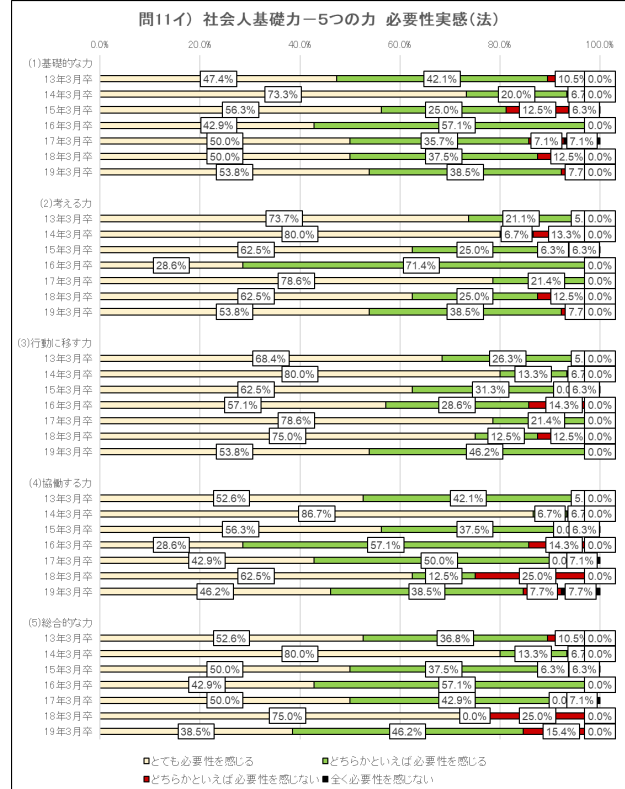 問11イ) 社会人基礎力－5つの力 必要性実感(法)
0.0% 20.0% 40.0% 60.0% 80.0% 100.0%
(1)基礎的な力
13年3月卒 47.4% 42.1% 10.5% 0.0%
14年3月卒 73.3% 20.0% 6.7 0.0%
15年3月卒 56.3% 25.0% 12.5% 6.3%
16年3月卒 42.9% 57.1% 0.0%
17年3月卒 50.0% 35.7% 7.1% 7.1%
18年3月卒 50.0% 37.5% 12.5% 0.0%
19年3月卒 53.8% 38.5% 7.7 0.0%
(2)考える力
13年3月卒 73.7% 21.1% 5. 0.0%
14年3月卒 80.0% 6.7% 13.3% 0.0%
15年3月卒 62.5% 25.0% 6.3% 6.3%
16年3月卒 28.6% 71.4% 0.0%
17年3月卒 78.6% 21.4% 0.0%
18年3月卒 62.5% 25.0% 12.5% 0.0%
19年3月卒 53.8% 38.5% 7.7 0.0%
(3)行動に移す力
13年3月卒 68.4% 26.3% 5. 0.0%
14年3月卒 80.0% 13.3% 6.7 0.0%
15年3月卒 62.5% 31.3% 0.0 6.3%
16年3月卒 57.1% 28.6% 14.3% 0.0%
17年3月卒 78.6% 21.4% 0.0%
18年3月卒 75.0% 12.5% 12.5% 0.0%
19年3月卒 53.8% 46.2% 0.0%
(4)協働する力
13年3月卒 52.6% 42.1% 5. 0.0%
14年3月卒 86.7% 6.7% 6.7 0.0%
15年3月卒 56.3% 37.5% 0.0 6.3%
16年3月卒 28.6% 57.1% 14.3% 0.0%
17年3月卒 42.9% 50.0% 0.0 7.1%
18年3月卒 62.5% 12.5% 25.0% 0.0%
19年3月卒 46.2% 38.5% 7.7% 7.7%
(5)総合的な力
13年3月卒 52.6% 36.8% 10.5% 0.0%
14年3月卒 80.0% 13.3% 6.7 0.0%
15年3月卒 50.0% 37.5% 6.3% 6.3%
16年3月卒 42.9% 57.1% 0.0%
17年3月卒 50.0% 42.9% 0.0 7.1%
18年3月卒 75.0% 0.0% 25.0% 0.0%
19年3月卒 38.5% 46.2% 15.4% 0.0%
とても必要性を感じる どちらかといえば必要性を感じる
どちらかといえば必要性を感じない 全く必要性を感じない